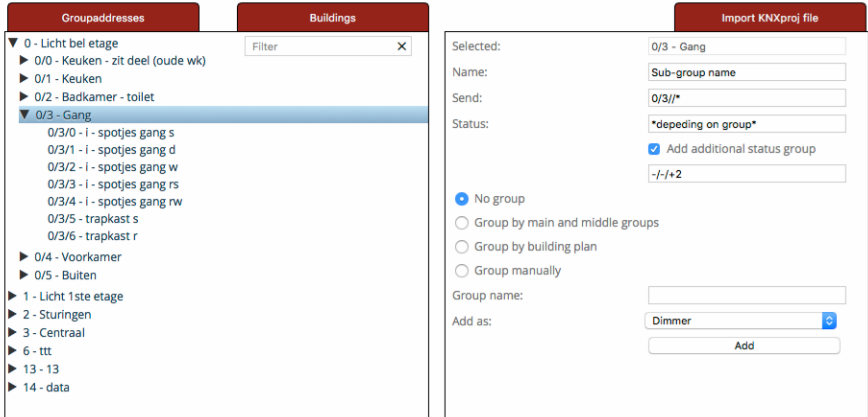 Groupaddresses
Buildings
Import KNXproj file
0 - Licht bel etage
Filter
0/0 - Keuken - zit deel (oude wk)
0/1 - Keuken
0/2 - Badkamer - toilet
0/3 - Gang
0/3/0 - i - spotjes gang s
0/3/1 - i - spotjes gang d
0/3/2 - i - spotjes gang w
0/3/3 - i - spotjes gang rs
0/3/4 - i - spotjes gang rw
0/3/5 - trapkast s
0/3/6 - trapkast r
0/4 - Voorkamer
0/5 - Buiten
1 - Licht 1ste etage
2 - Sturingen
3 - Centraal
6 - ttt
13 - 13
14 - data
Selected: 0/3 - Gang
Name: Sub-group name
Send: 0/3//*
Status: *depeding on group*
Add additional status group
-/-/+2
No group
Group by main and middle groups
Group by building plan
Group manually
Group name:
Add as: Dimmer
Add